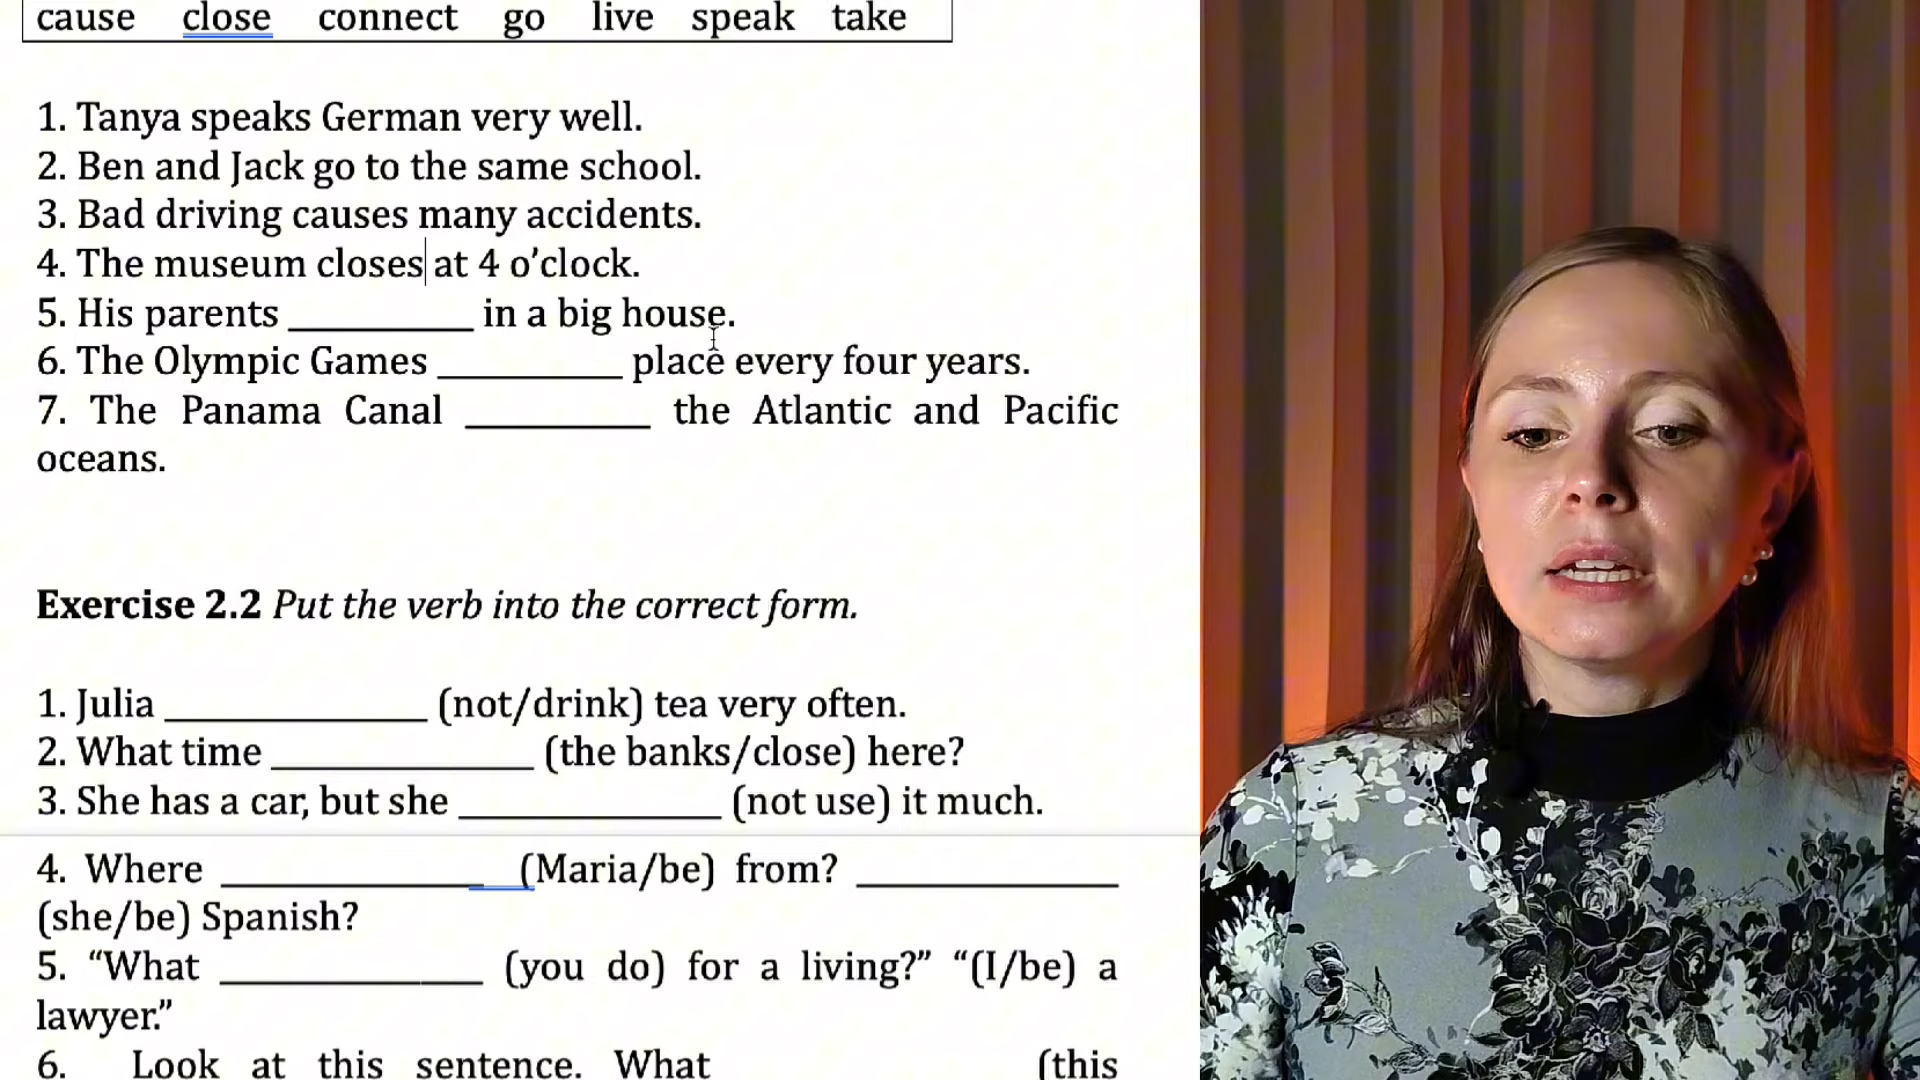 cause close connect go live speak take
1. Tanya speaks German very well.
2. Ben and Jack go to the same school.
3. Bad driving causes many accidents.
4. The museum closes at 4 o’clock.
5. His parents __________ in a big house.
6. The Olympic Games __________ place every four years.
7. The Panama Canal __________ the Atlantic and Pacific
oceans.
Exercise 2.2 Put the verb into the correct form.
1. Julia ______________ (not/drink) tea very often.
2. What time ______________ (the banks/close) here?
3. She has a car, but she ______________ (not use) it much.
4. Where ______________ (Maria/be) from? ______________
(she/be) Spanish?
5. “What ______________ (you do) for a living?” “(I/be) a
lawyer.”
6. Look at this sentence. What (this